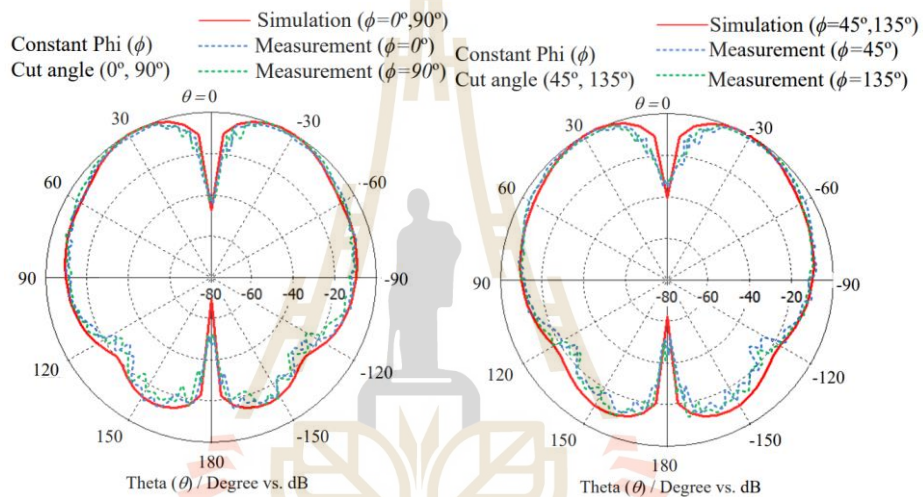 Simulation (ϕ=0º,90º)
Constant Phi (ϕ)
Measurement (ϕ=0º)
Cut angle (0º, 90º)
Measurement (ϕ=90º)
θ = 0
30
-30
60
-60
90
-80
-60
-40
-20
-90
120
-120
150
-150
180
Theta (θ) / Degree vs. dB
Simulation (ϕ=45º,135º)
Constant Phi (ϕ)
Measurement (ϕ=45º)
Cut angle (45º, 135º)
Measurement (ϕ=135º)
θ = 0
30
-30
60
-60
90
-80
-60
-40
-20
-90
120
-120
150
-150
180
Theta (θ) / Degree vs. dB